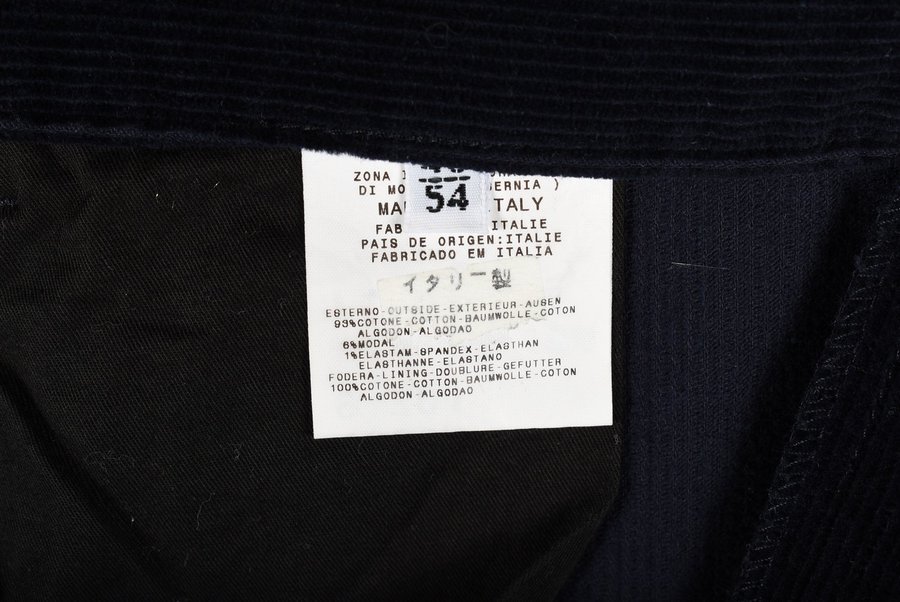 ZONA
DI MO ERNIA )
54
MA TALY
FAB ITALIE
PAIS DE ORIGEN:ITALIE
FABRICADO EM ITALIA
イタリー製
ESTERNO-OUTSIDE-EXTERIEUR-AUSEN
93%COTONE-COTTON-BAUMWOLLE-COTON
ALGODON-ALGODAO
6%MODAL
1%ELASTAM-SPANDEX-ELASTHAN
ELASTHANNE-ELASTANO
FODERA-LINING-DOUBLURE-GEFUTTER
100%COTONE-COTTON-BAUMWOLLE-COTON
ALGODON-ALGODAO